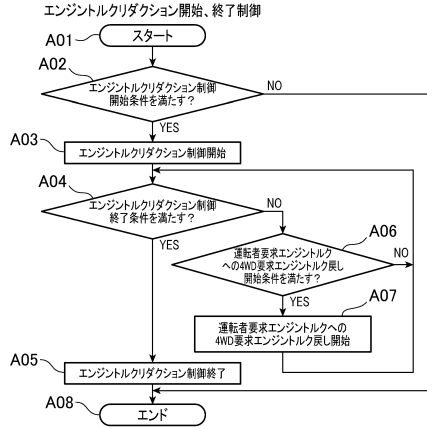 エンジントルクリダクション開始、終了制御
A01
スタート
A02
エンジントルクリダクション制御
開始条件を満たす？
NO
YES
A03
エンジントルクリダクション制御開始
A04
エンジントルクリダクション制御
終了条件を満たす？
NO
YES
A06
運転者要求エンジントルク
への4WD要求エンジントルク戻し
開始条件を満たす？
NO
YES
A07
運転者要求エンジントルクへの
4WD要求エンジントルク戻し開始
A05
エンジントルクリダクション制御終了
A08
エンド